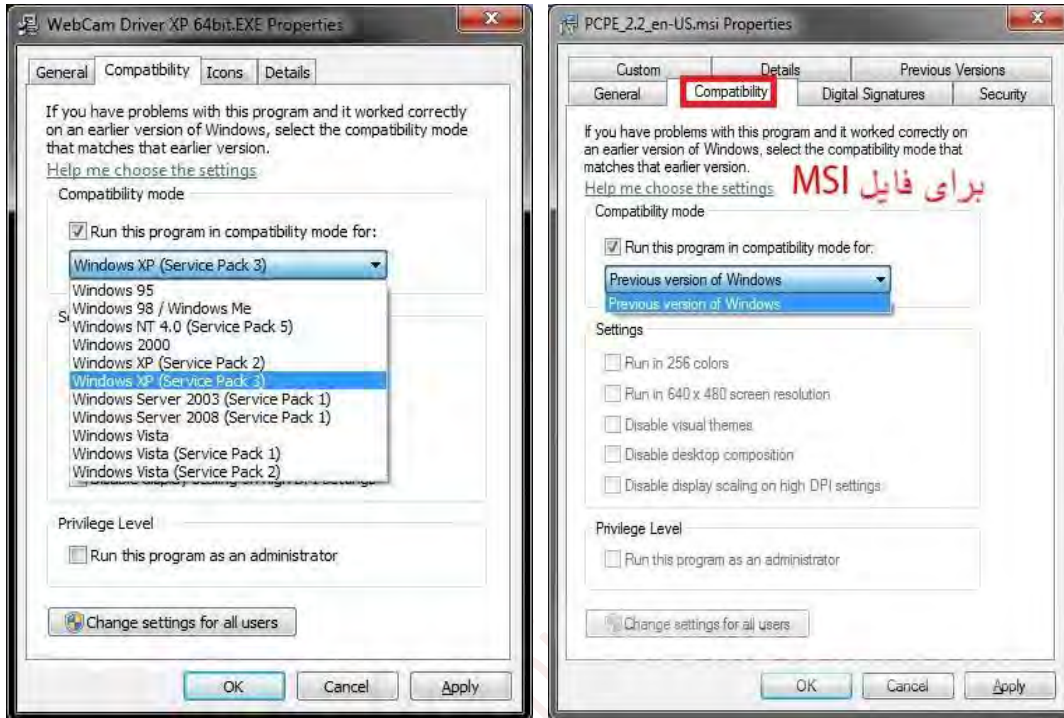 WebCam Driver XP 64bit.EXE Properties
General Compatibility Icons Details
If you have problems with this program and it worked correctly
on an earlier version of Windows, select the compatibility mode
that matches that earlier version.
Help me choose the settings
Compatibility mode
Run this program in compatibility mode for:
Windows XP (Service Pack 3)
Windows 95
Windows 98 / Windows Me
Windows NT 4.0 (Service Pack 5)
Windows 2000
Windows XP (Service Pack 2)
Windows XP (Service Pack 3)
Windows Server 2003 (Service Pack 1)
Windows Server 2008 (Service Pack 1)
Windows Vista
Windows Vista (Service Pack 1)
Windows Vista (Service Pack 2)
Privilege Level
Run this program as an administrator
Change settings for all users
OK Cancel Apply
PCPE_2.2_en-US.msi Properties
Custom Details Previous Versions
General Compatibility Digital Signatures Security
If you have problems with this program and it worked correctly on
an earlier version of Windows, select the compatibility mode that
matches that earlier version.
Help me choose the settings
برای فایل MSI
Compatibility mode
Run this program in compatibility mode for:
Previous version of Windows
Previous version of Windows
Settings
Run in 256 colors
Run in 640 x 480 screen resolution
Disable visual themes
Disable desktop composition
Disable display scaling on high DPI settings
Privilege Level
Run this program as an administrator
Change settings for all users
OK Cancel Apply